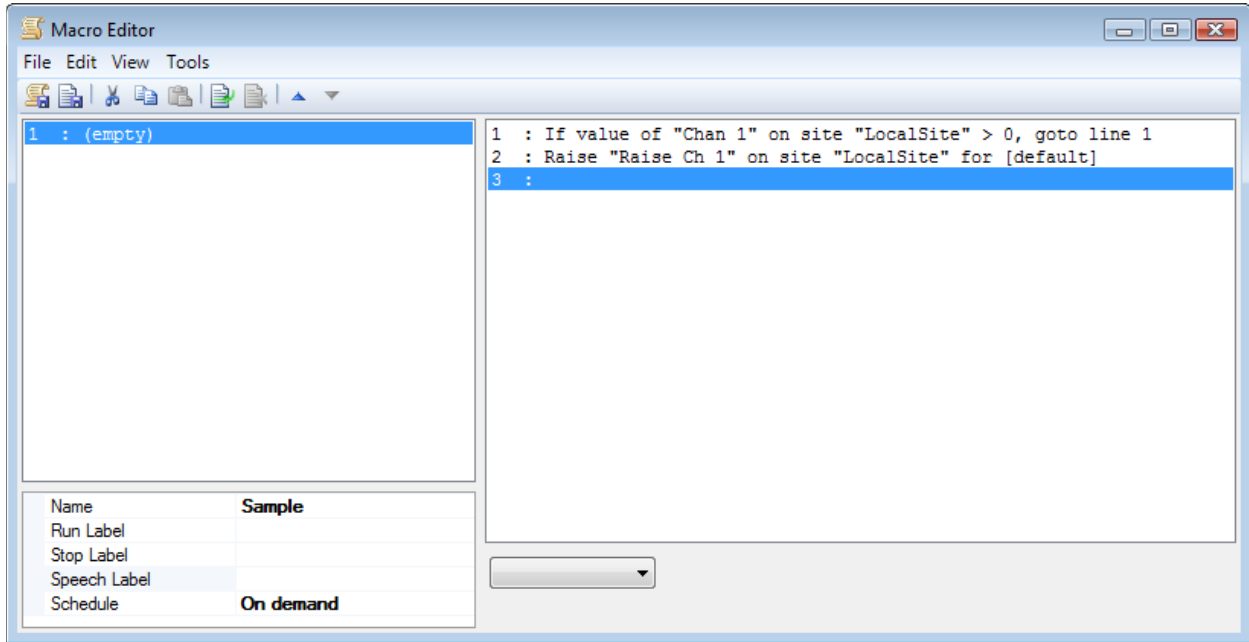 Macro Editor
File Edit View Tools
1 : (empty)
1 : If value of "Chan 1" on site "LocalSite" > 0, goto line 1
2 : Raise "Raise Ch 1" on site "LocalSite" for [default]
3 :
Name Sample
Run Label
Stop Label
Speech Label
Schedule On demand